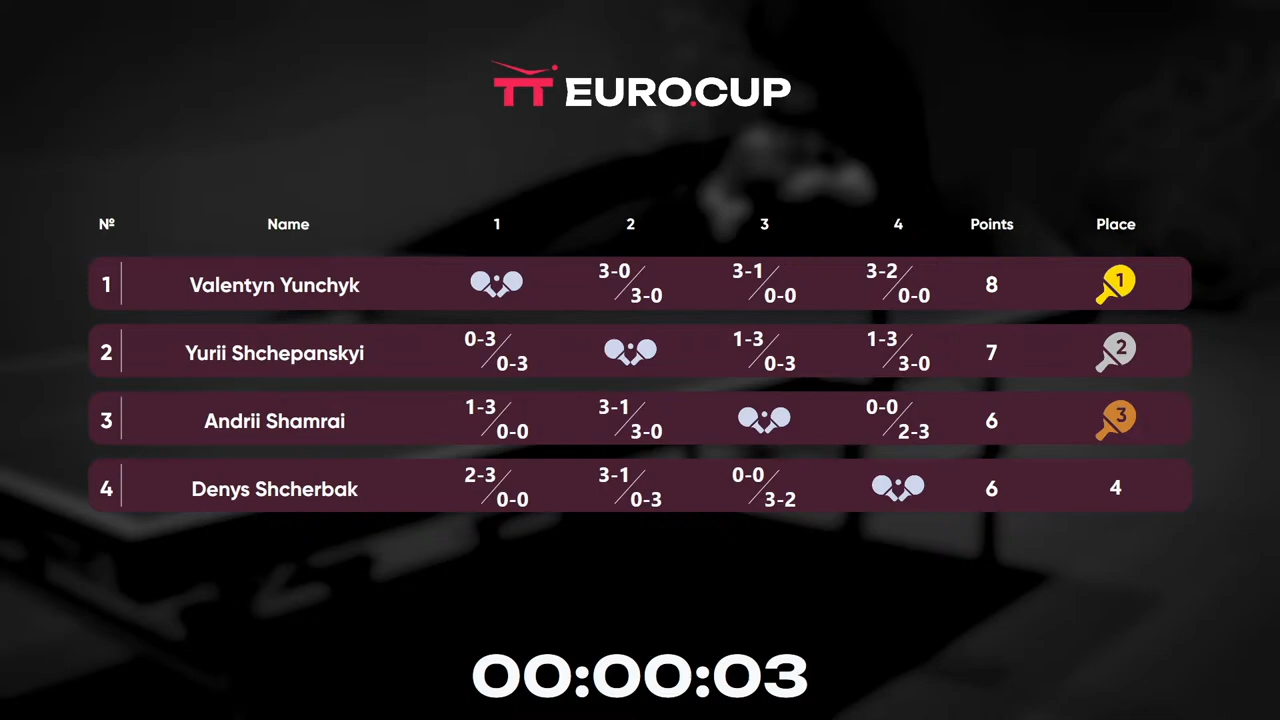 TT EURO.CUP
№ Name 1 2 3 4 Points Place
1 Valentyn Yunchyk 3-0/3-0 3-1/0-0 3-2/0-0 8 1
2 Yurii Shchepanskyi 0-3/0-3 1-3/0-3 1-3/3-0 7 2
3 Andrii Shamrai 1-3/0-0 3-1/3-0 0-0/2-3 6 3
4 Denys Shcherbak 2-3/0-0 3-1/0-3 0-0/3-2 6 4
00:00:03